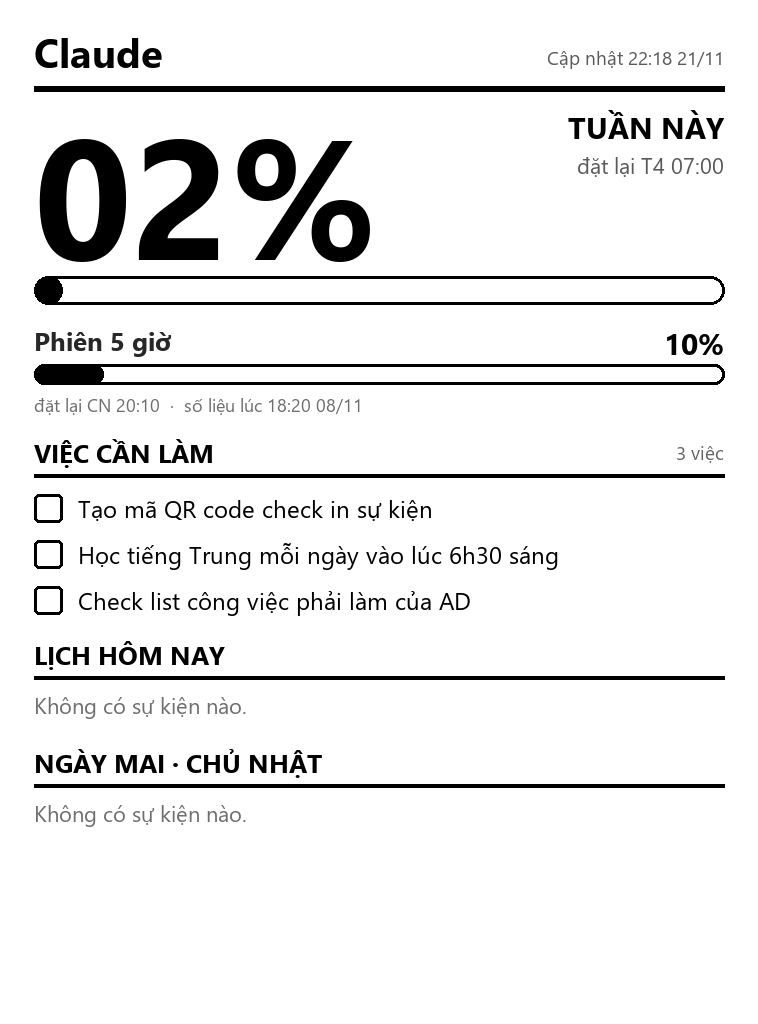 Claude
Cập nhật 22:18 21/11
02%
TUẦN NÀY
đặt lại T4 07:00
Phiên 5 giờ
10%
đặt lại CN 20:10 · số liệu lúc 18:20 08/11
VIỆC CẦN LÀM
3 việc
Tạo mã QR code check in sự kiện
Học tiếng Trung mỗi ngày vào lúc 6h30 sáng
Check list công việc phải làm của AD
LỊCH HÔM NAY
Không có sự kiện nào.
NGÀY MAI · CHỦ NHẬT
Không có sự kiện nào.